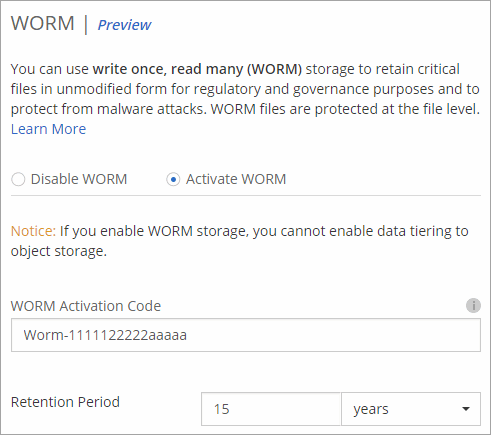 WORM | Preview
You can use write once, read many (WORM) storage to retain critical
files in unmodified form for regulatory and governance purposes and to
protect from malware attacks. WORM files are protected at the file level.
Learn More
Disable WORM Activate WORM
Notice: If you enable WORM storage, you cannot enable data tiering to
object storage.
WORM Activation Code i
Worm-1111122222aaaaa
Retention Period 15 years